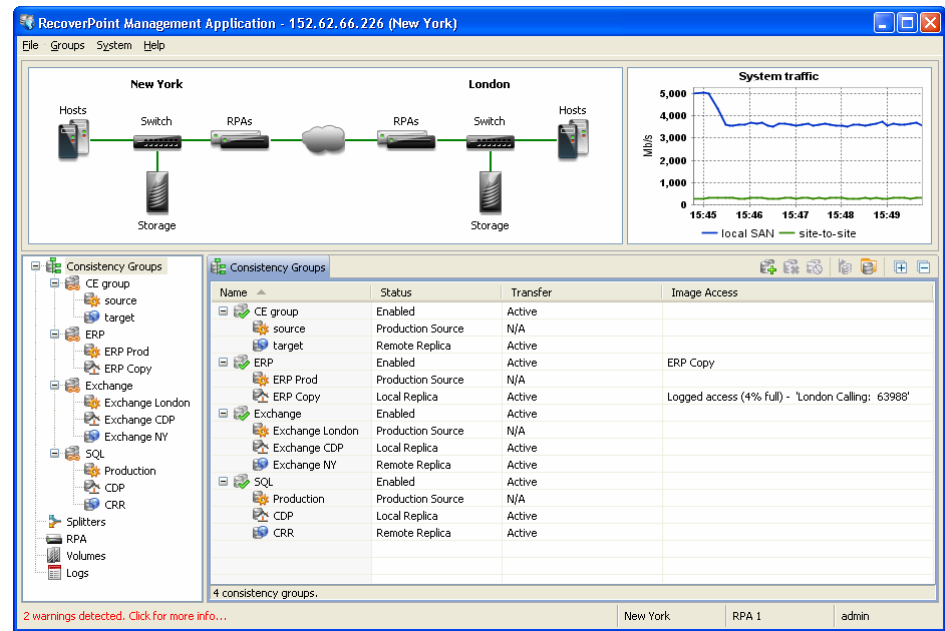 RecoverPoint Management Application - 152.62.66.226 (New York)
File Groups System Help
New York
London
Hosts
Switch
RPAs
RPAs
Switch
Hosts
Storage
Storage
System traffic
Mb/s
5,000
4,000
3,000
2,000
1,000
0
15:45 15:46 15:47 15:48 15:49
local SAN site-to-site
Consistency Groups
CE group
source
target
ERP
ERP Prod
ERP Copy
Exchange
Exchange London
Exchange CDP
Exchange NY
SQL
Production
CDP
CRR
Splitters
RPA
Volumes
Logs
Consistency Groups
Name Status Transfer Image Access
CE group Enabled Active
source Production Source N/A
target Remote Replica Active
ERP Enabled Active ERP Copy
ERP Prod Production Source N/A
ERP Copy Local Replica Active Logged access (4% full) - 'London Calling: 63988'
Exchange Enabled Active
Exchange London Production Source N/A
Exchange CDP Local Replica Active
Exchange NY Remote Replica Active
SQL Enabled Active
Production Production Source N/A
CDP Local Replica Active
CRR Remote Replica Active
4 consistency groups.
2 warnings detected. Click for more info...
New York RPA 1 admin